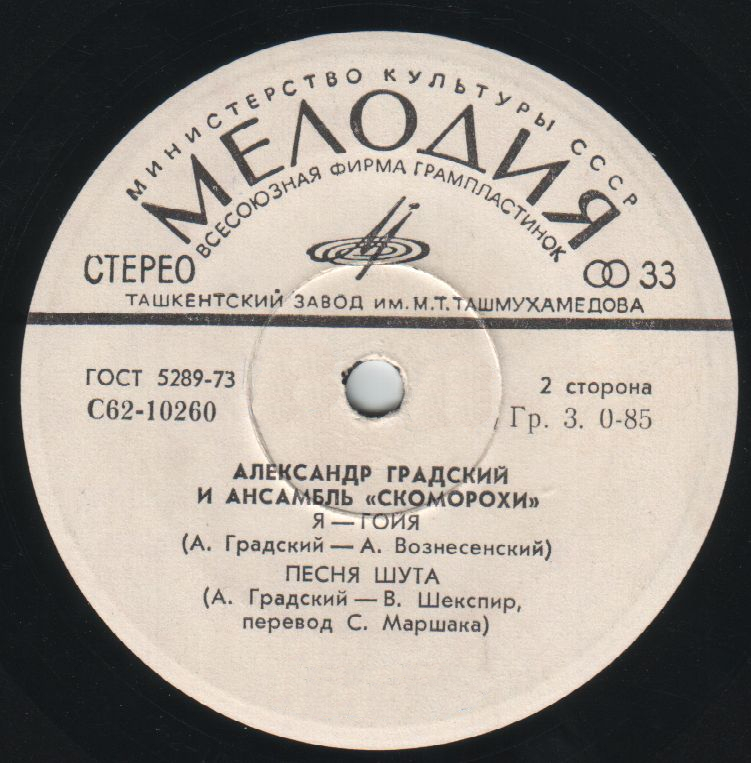 МИНИСТЕРСТВО КУЛЬТУРЫ СССР
МЕЛОДИЯ
ВСЕСОЮЗНАЯ ФИРМА ГРАМПЛАСТИНОК
СТЕРЕО
33
ТАШКЕНТСКИЙ ЗАВОД ИМ. М.Т. ТАШМУХАМЕДОВА
ГОСТ 5289-73
С62-10260
2 сторона
Гр. 3. 0-85
АЛЕКСАНДР ГРАДСКИЙ
И АНСАМБЛЬ «СКОМОРОХИ»
Я — ГОЙЯ
(А. Градский — А. Вознесенский)
ПЕСНЯ ШУТА
(А. Градский — В. Шекспир,
перевод С. Маршака)